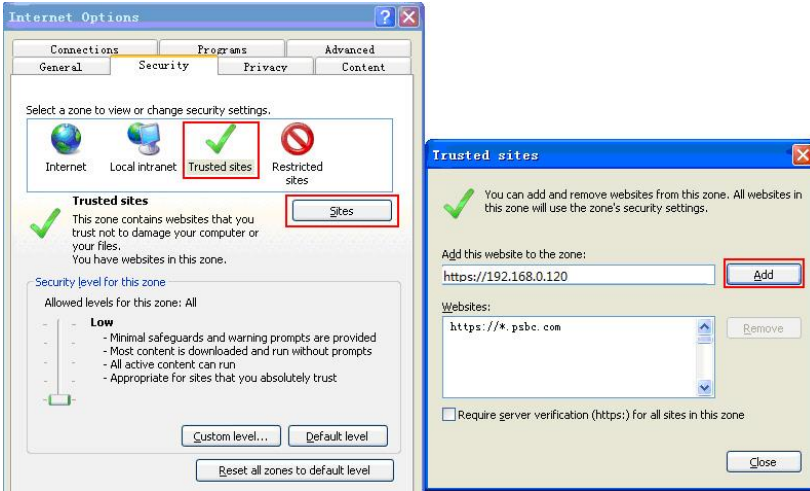 Internet Options
Connections Programs Advanced
General Security Privacy Content
Select a zone to view or change security settings.
Internet Local intranet Trusted sites Restricted
sites
Trusted sites
Sites
This zone contains websites that you
trust not to damage your computer or
your files.
You have websites in this zone.
Security level for this zone
Allowed levels for this zone: All
Low
- Minimal safeguards and warning prompts are provided
- Most content is downloaded and run without prompts
- All active content can run
- Appropriate for sites that you absolutely trust
Custom level... Default level
Reset all zones to default level
Trusted sites
You can add and remove websites from this zone. All websites in
this zone will use the zone's security settings.
Add this website to the zone:
https://192.168.0.120 Add
Websites:
https://*.psbc.com Remove
Require server verification (https:) for all sites in this zone
Close